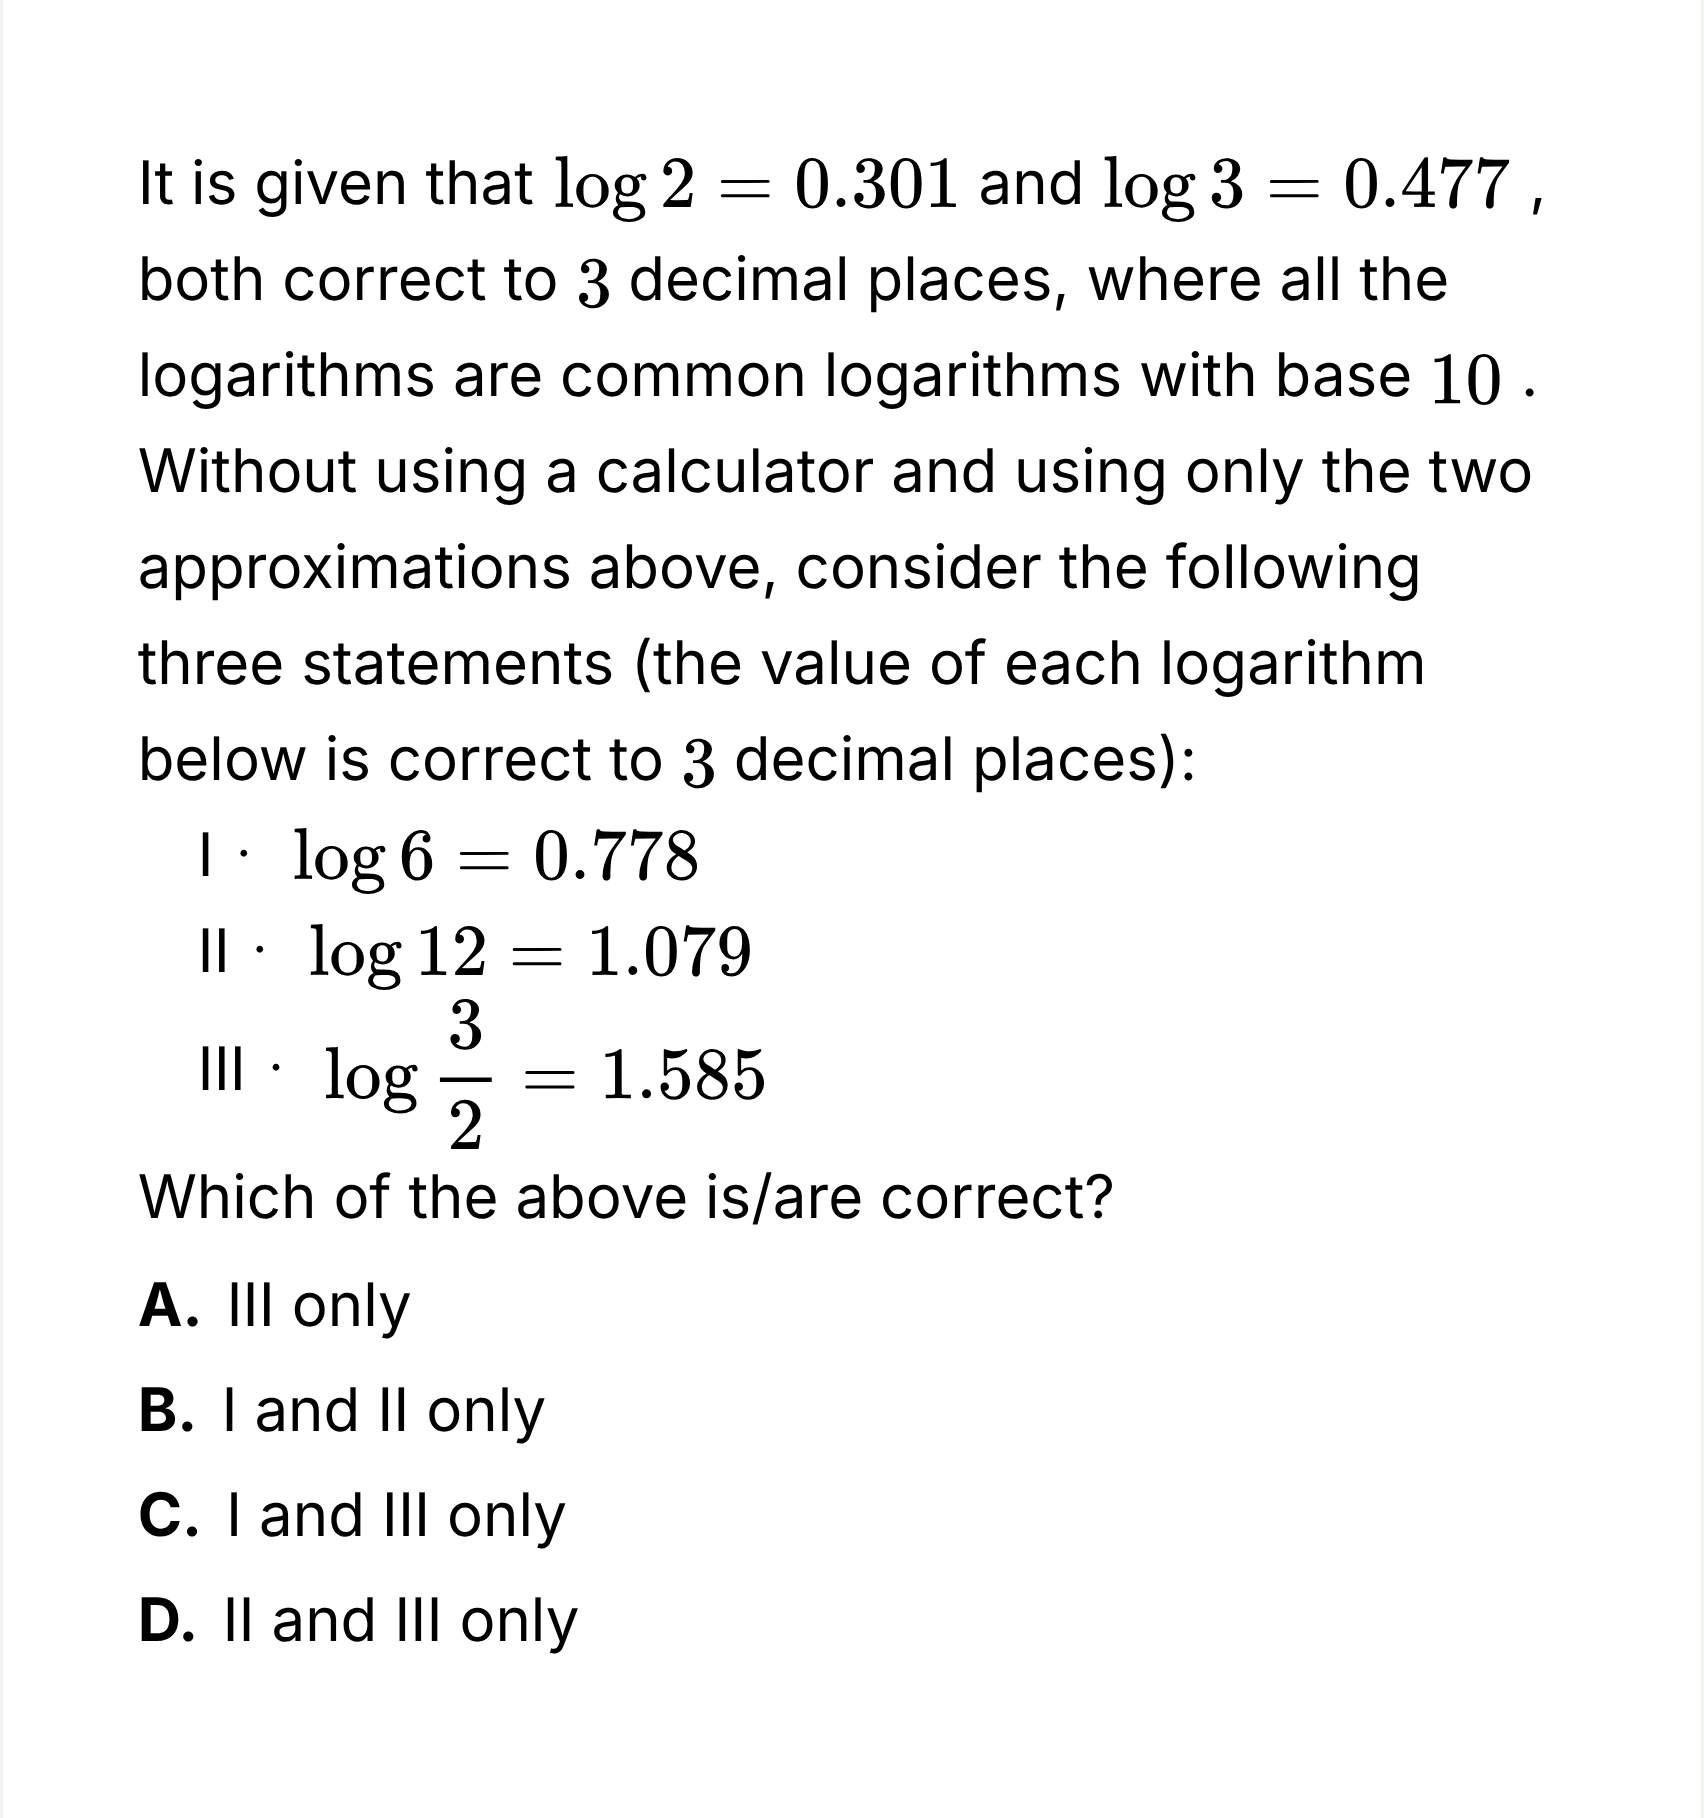 It is given that log 2 = 0.301 and log 3 = 0.477 ,
both correct to 3 decimal places, where all the
logarithms are common logarithms with base 10 .
Without using a calculator and using only the two
approximations above, consider the following
three statements (the value of each logarithm
below is correct to 3 decimal places):
I · log 6 = 0.778
II · log 12 = 1.079
III · log 3/2 = 1.585
Which of the above is/are correct?
A. III only
B. I and II only
C. I and III only
D. II and III only